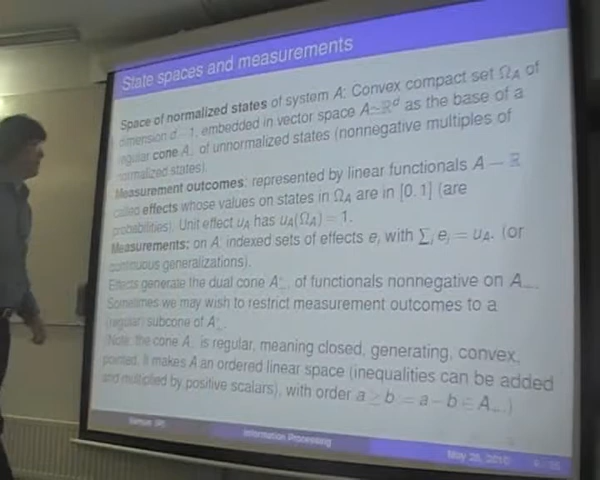 State spaces and measurements
Space of normalized states of system A: Convex compact set Ω_A of
dimension d − 1, embedded in vector space A ≃ ℝ^d as the base of a
regular cone A₊ of unnormalized states (nonnegative multiples of
normalized states).
Measurement outcomes: represented by linear functionals A → ℝ
called effects whose values on states in Ω_A are in [0, 1] (are
probabilities). Unit effect u_A has u_A(Ω_A) = 1.
Measurements: on A: indexed sets of effects e_i with ∑_i e_i = u_A. (or
continuous generalizations).
Effects generate the dual cone A*₊ of functionals nonnegative on A₊.
Sometimes we may wish to restrict measurement outcomes to a
(regular) subcone of A*₊.
Note: the cone A₊ is regular, meaning closed, generating, convex,
pointed. It makes A an ordered linear space (inequalities can be added
and multiplied by positive scalars), with order a ≥ b := a − b ∈ A₊.)
Information Processing
May 28, 2010